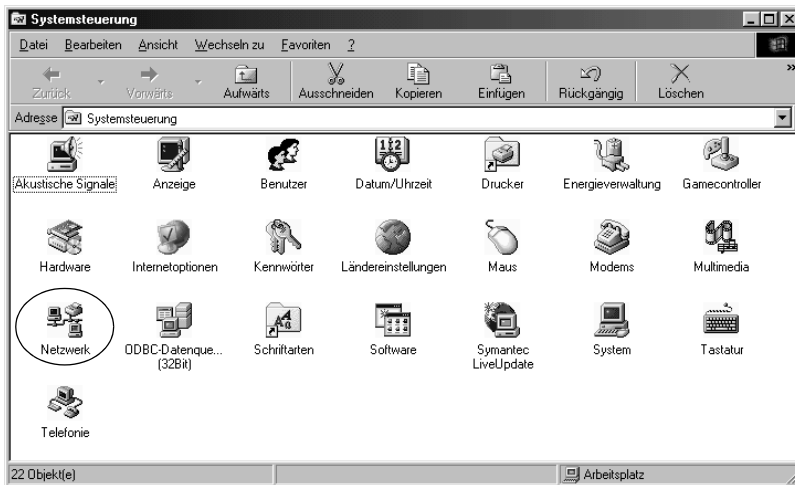 Systemsteuerung
Datei Bearbeiten Ansicht Wechseln zu Favoriten ?
Zurück Vorwärts Aufwärts Ausschneiden Kopieren Einfügen Rückgängig Löschen »
Adresse Systemsteuerung
Akustische Signale Anzeige Benutzer Datum/Uhrzeit Drucker Energieverwaltung Gamecontroller
Hardware Internetoptionen Kennwörter Ländereinstellungen Maus Modems Multimedia
Netzwerk ODBC-Datenque... (32Bit) Schriftarten Software Symantec LiveUpdate System Tastatur
Telefonie
22 Objekt(e) Arbeitsplatz